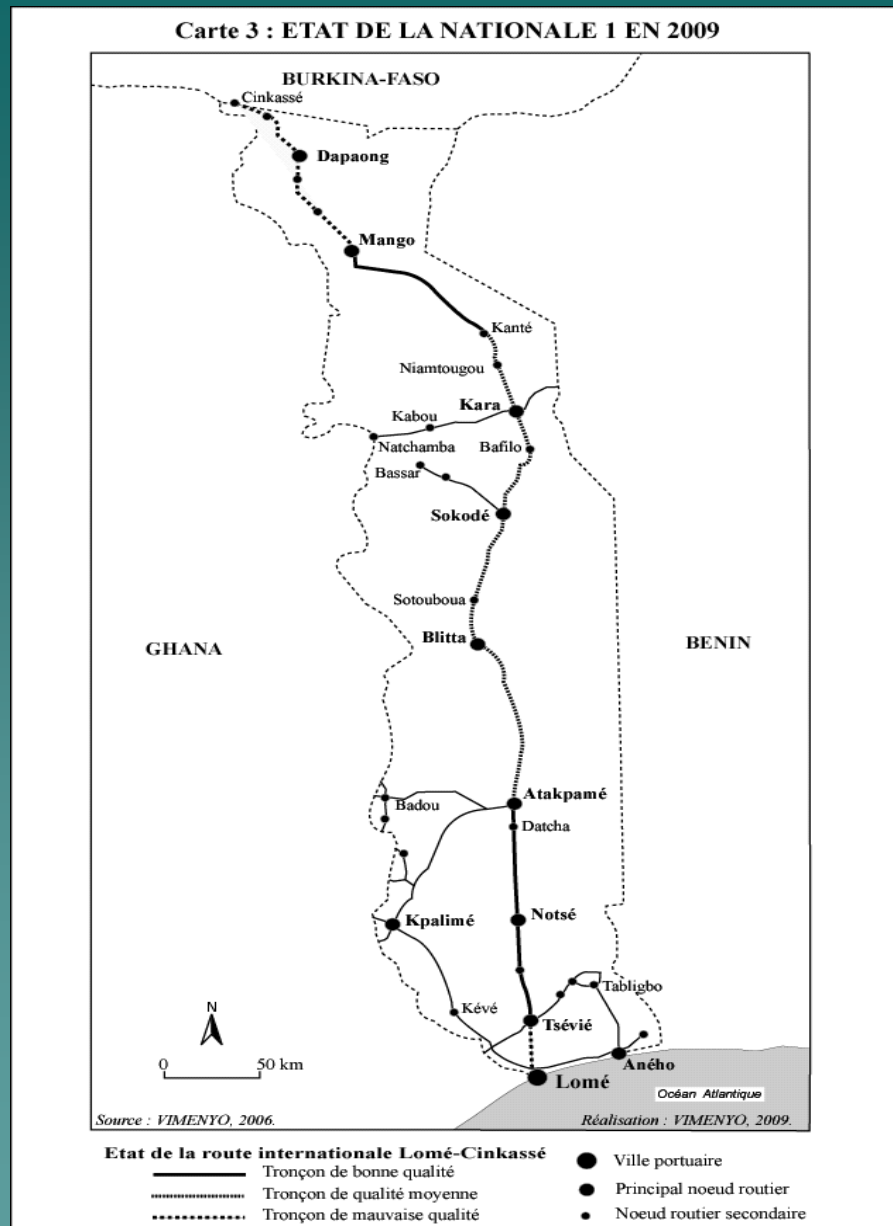 Carte 3 : ETAT DE LA NATIONALE 1 EN 2009
BURKINA-FASO
Cinkassé
Dapaong
Mango
Kanté
Niamtougou
Kara
Kabou
Natchamba
Bafilo
Bassar
Sokodé
Sotouboua
GHANA
Blitta
BENIN
Atakpamé
Badou
Datcha
Kpalimé
Notsé
Tabligbo
N
Kévé
Tsévié
0 50 km
Aného
Lomé
Océan Atlantique
Source : VIMENYO, 2006.
Réalisation : VIMENYO, 2009.
Etat de la route internationale Lomé-Cinkassé
Tronçon de bonne qualité
Tronçon de qualité moyenne
Tronçon de mauvaise qualité
Ville portuaire
Principal noeud routier
Noeud routier secondaire